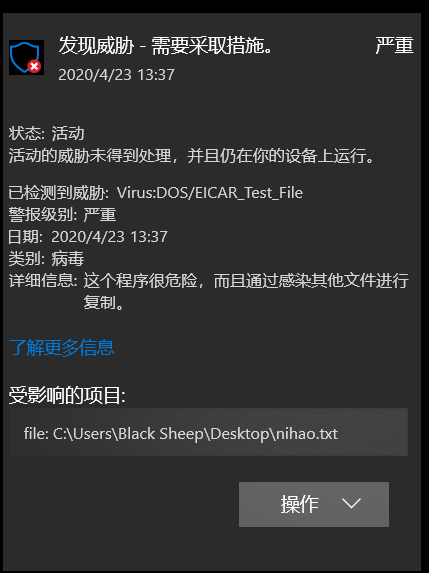 发现威胁 - 需要采取措施。 严重
2020/4/23 13:37
状态: 活动
活动的威胁未得到处理，并且仍在你的设备上运行。
已检测到威胁: Virus:DOS/EICAR_Test_File
警报级别: 严重
日期: 2020/4/23 13:37
类别: 病毒
详细信息: 这个程序很危险，而且通过感染其他文件进行
复制。
了解更多信息
受影响的项目:
file: C:\Users\Black Sheep\Desktop\nihao.txt
操作